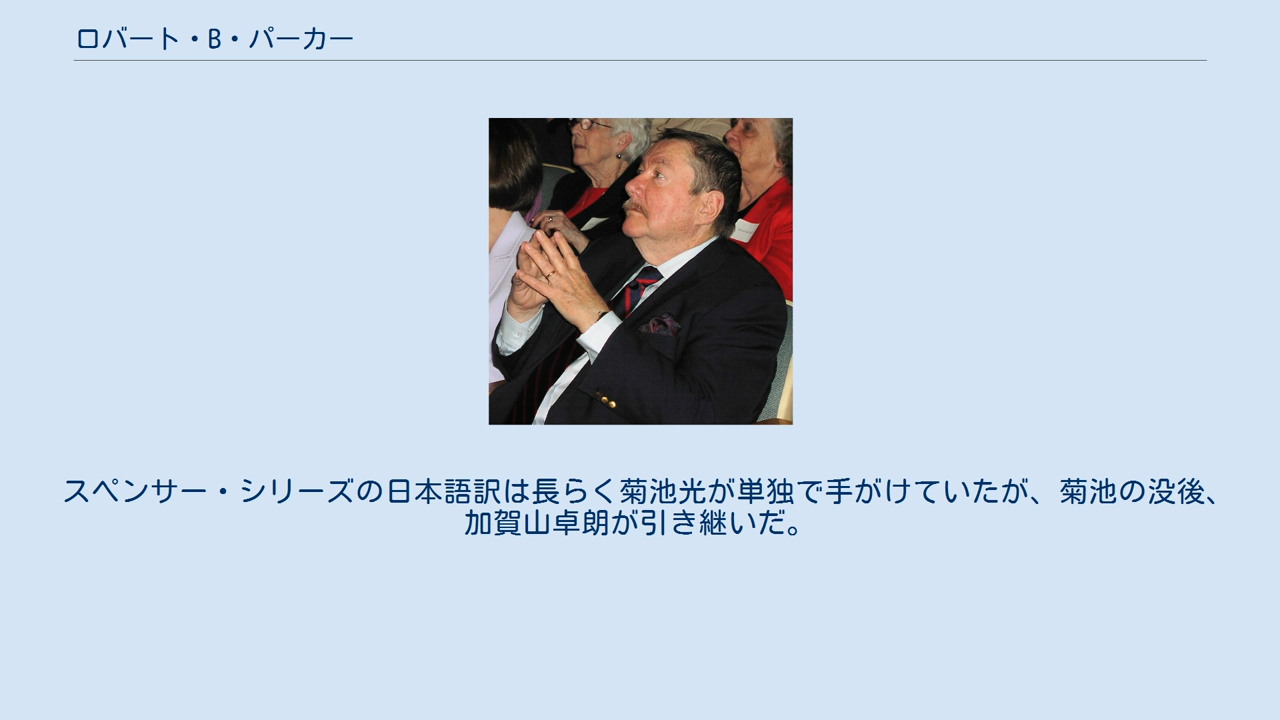 ロバート・B・パーカー
スペンサー・シリーズの日本語訳は長らく菊池光が単独で手がけていたが、菊池の没後、
加賀山卓朗が引き継いだ。